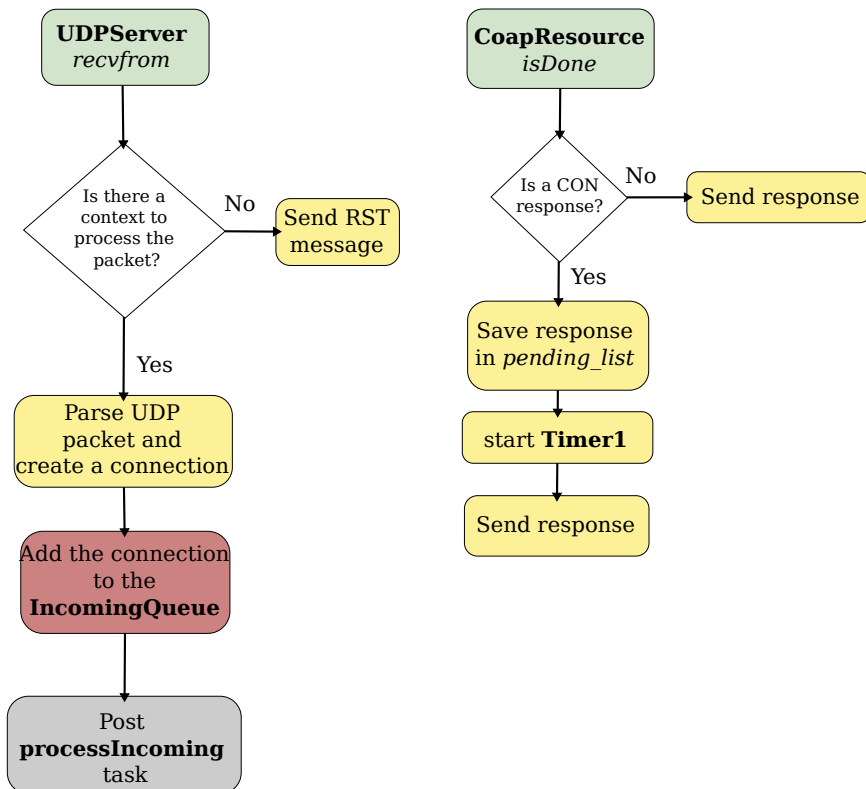 UDPServer
recvfrom
Is there a
context to
process the
packet?
No
Send RST
message
Yes
Parse UDP
packet and
create a connection
Add the connection
to the
IncomingQueue
Post
processIncoming
task
CoapResource
isDone
Is a CON
response?
No
Send response
Yes
Save response
in pending_list
start Timer1
Send response